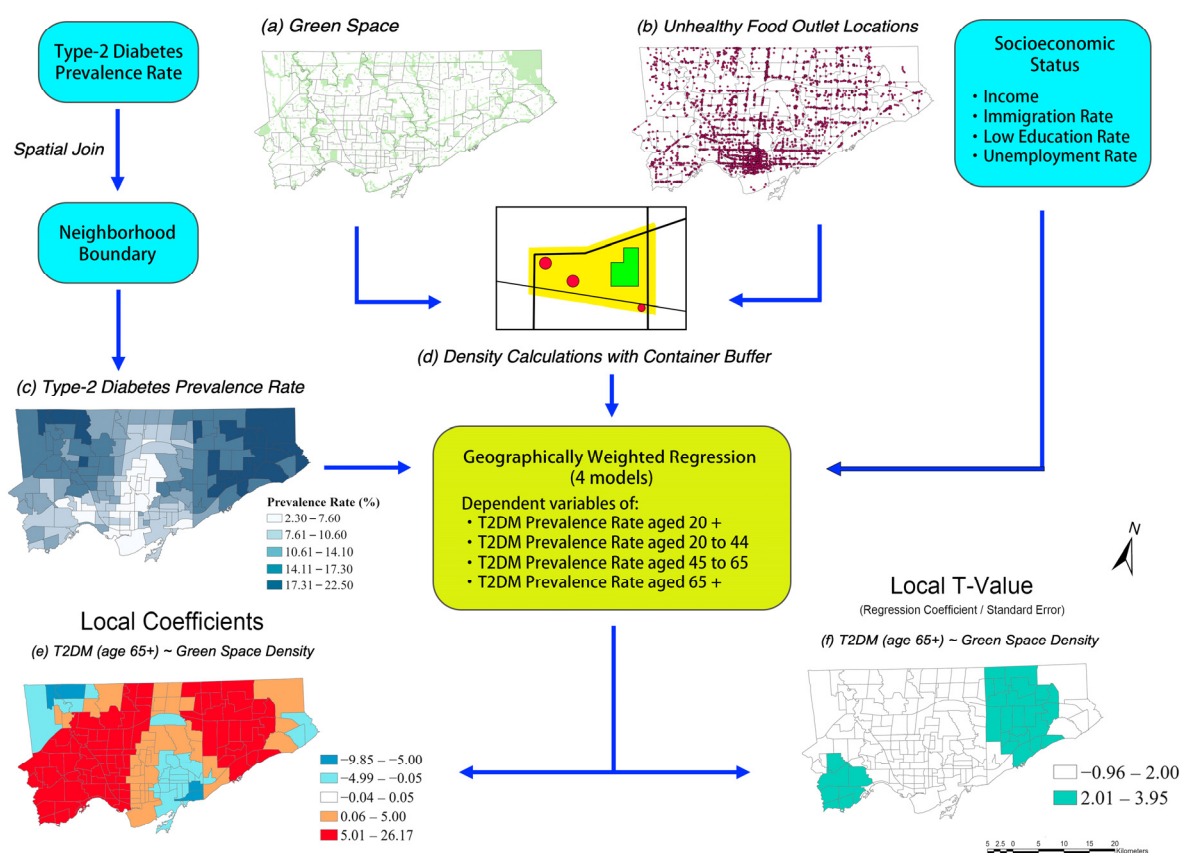 Type-2 Diabetes
Prevalence Rate
Spatial Join
Neighborhood
Boundary
(a) Green Space
(b) Unhealthy Food Outlet Locations
Socioeconomic
Status
• Income
• Immigration Rate
• Low Education Rate
• Unemployment Rate
(d) Density Calculations with Container Buffer
(c) Type-2 Diabetes Prevalence Rate
Prevalence Rate (%)
2.30 – 7.60
7.61 – 10.60
10.61 – 14.10
14.11 – 17.30
17.31 – 22.50
Geographically Weighted Regression
(4 models)
Dependent variables of:
• T2DM Prevalence Rate aged 20 +
• T2DM Prevalence Rate aged 20 to 44
• T2DM Prevalence Rate aged 45 to 65
• T2DM Prevalence Rate aged 65 +
N
Local Coefficients
(e) T2DM (age 65+) ~ Green Space Density
−9.85 – −5.00
−4.99 – −0.05
−0.04 – 0.05
0.06 – 5.00
5.01 – 26.17
Local T-Value
(Regression Coefficient / Standard Error)
(f) T2DM (age 65+) ~ Green Space Density
−0.96 – 2.00
2.01 – 3.95
5 2.5 0 5 10 15 20
Kilometers